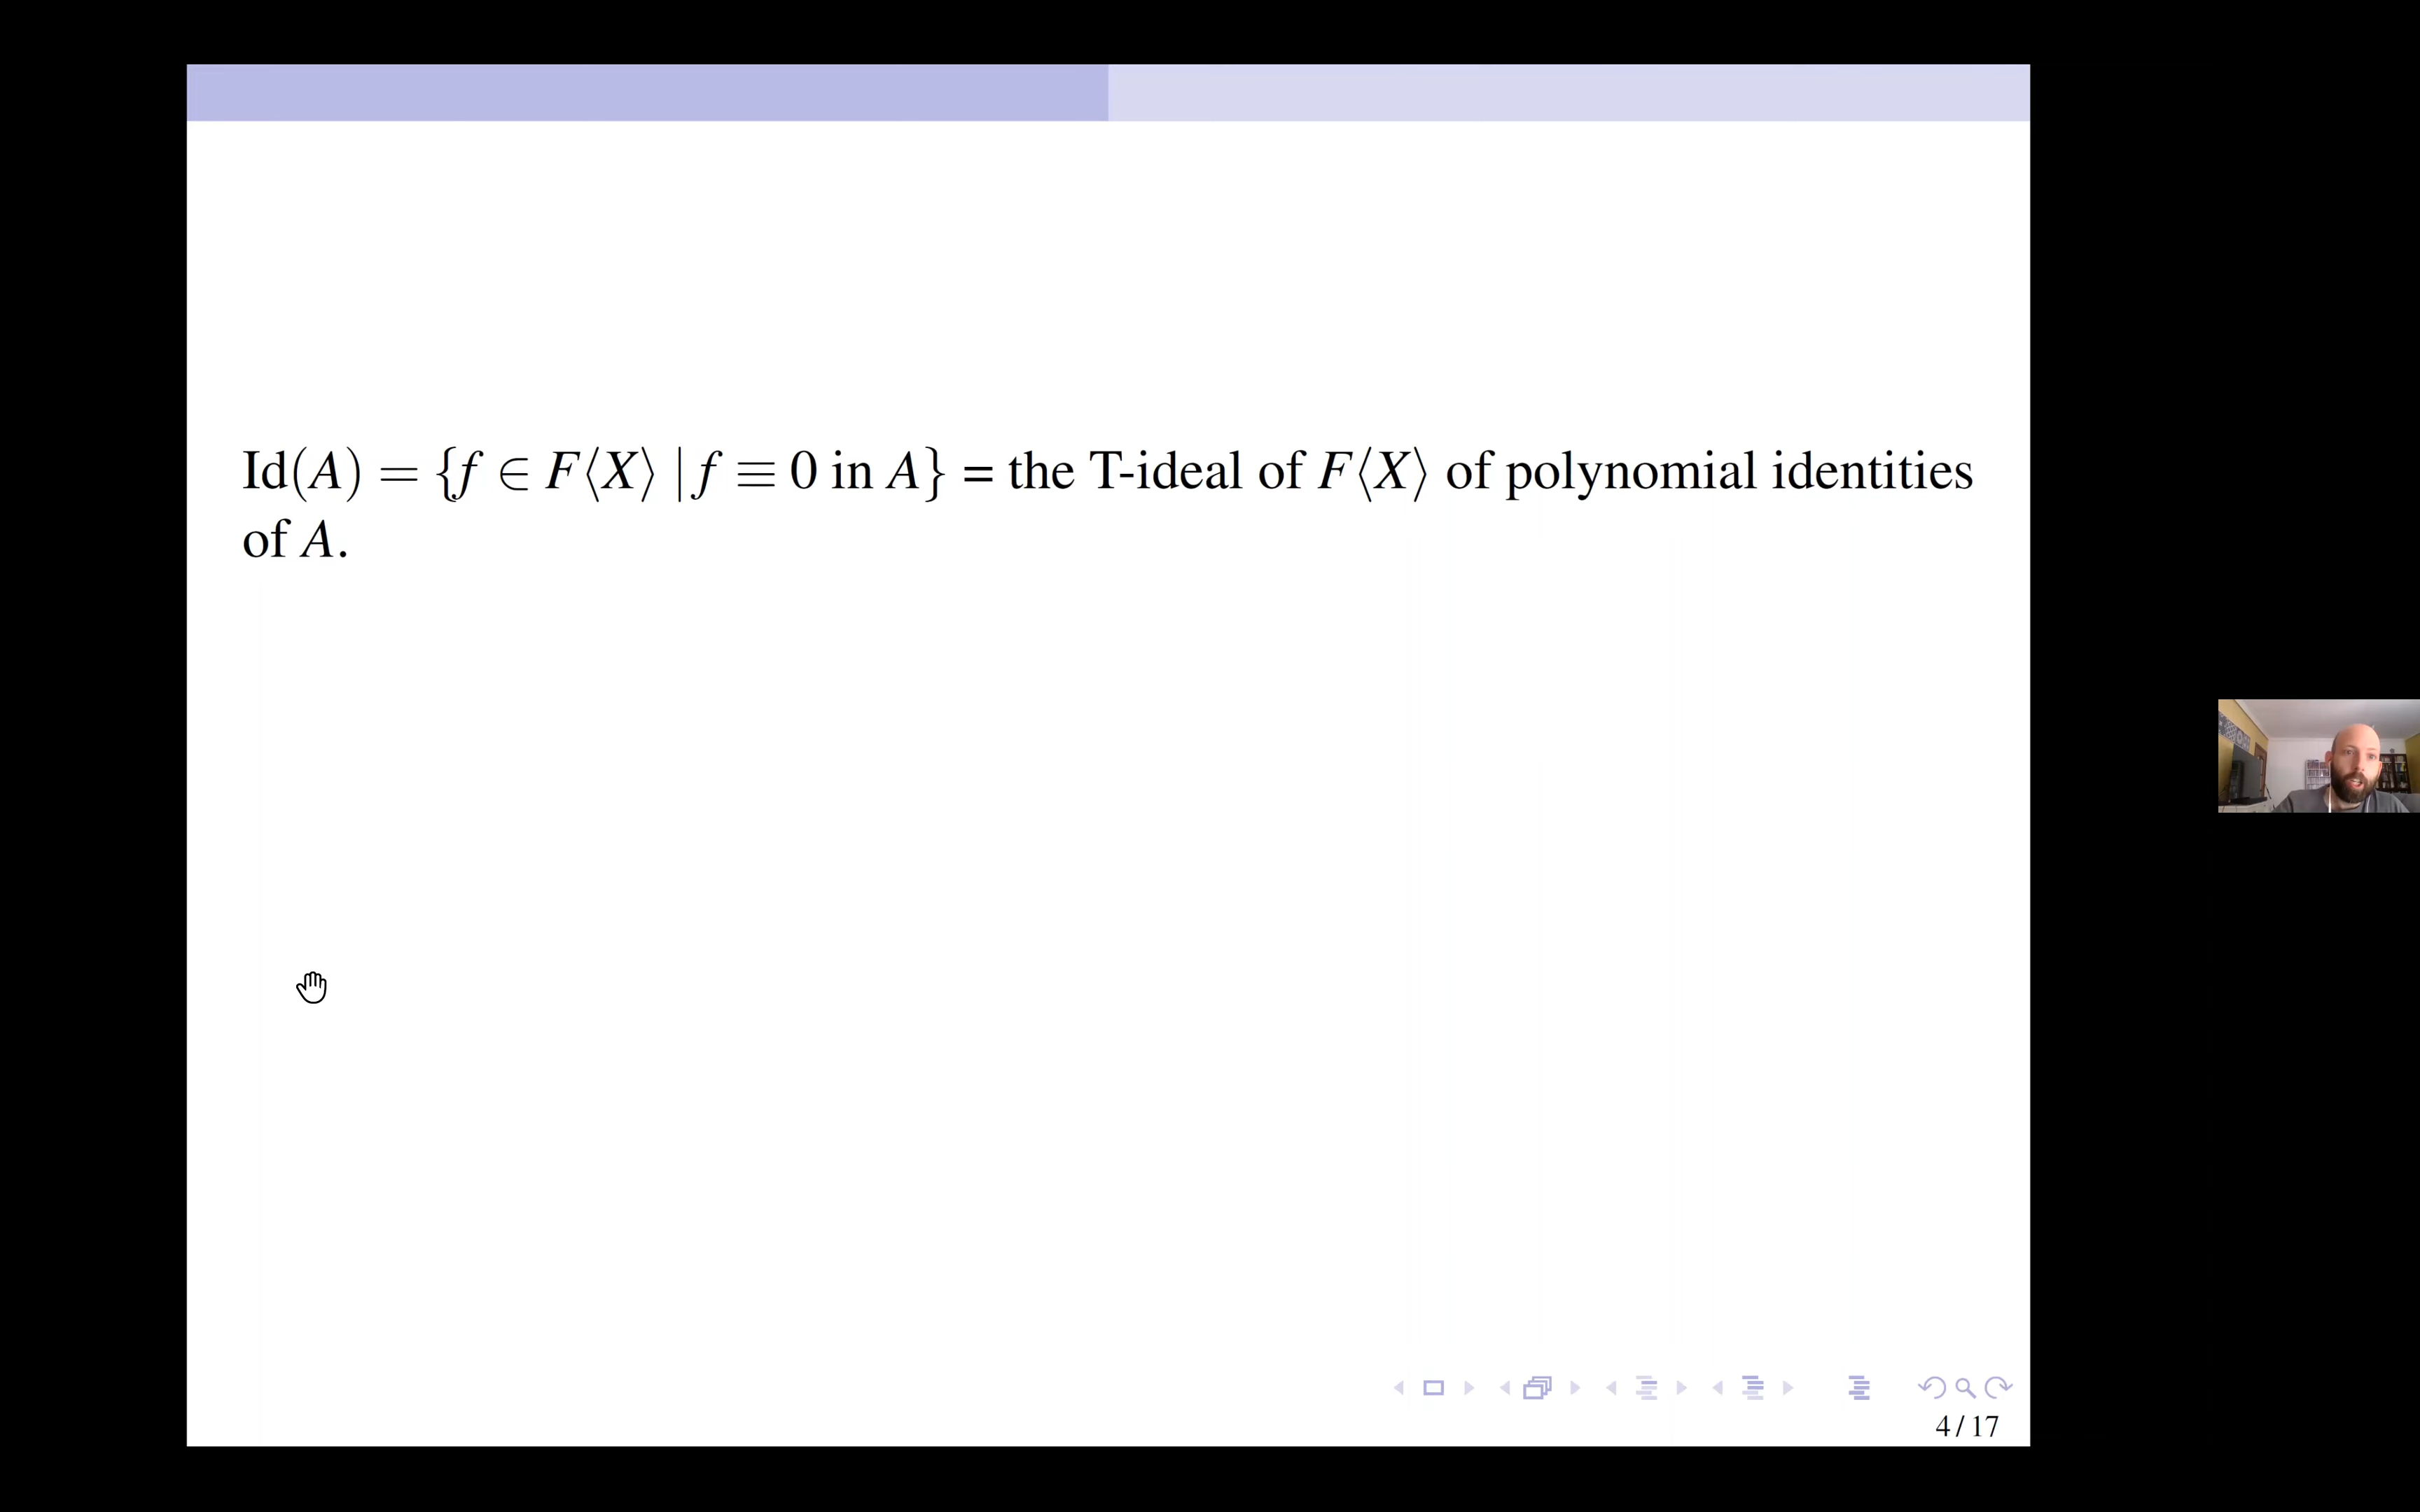 Id(A) = {f ∈ F⟨X⟩ | f ≡ 0 in A} = the T-ideal of F⟨X⟩ of polynomial identities
of A.
4 / 17